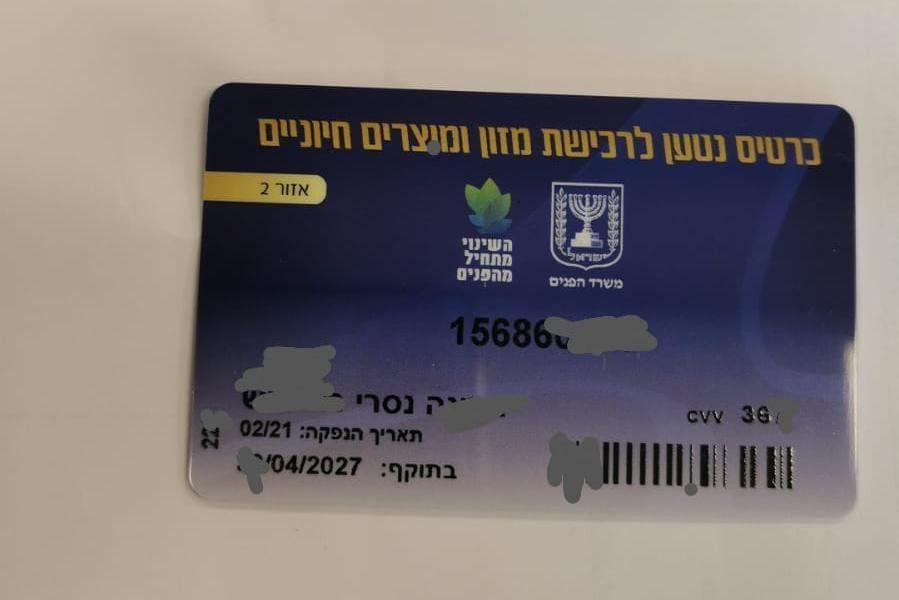 כרטיס נטען לרכישת מזון ומוצרים חיוניים
אזור 2
ישראל
משרד הפנים
השינוי
מתחיל
מהפנים
15686
נסרי
CVV 36
תאריך הנפקה: 02/21
בתוקף: /04/2027